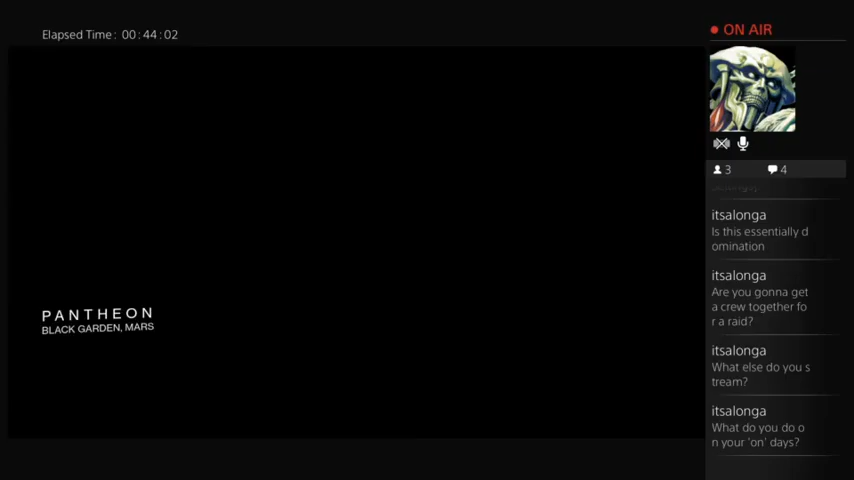 Elapsed Time: 00:44:02
ON AIR
3
4
itsalonga
Is this essentially d
omination
itsalonga
Are you gonna get
a crew together fo
r a raid?
itsalonga
What else do you s
tream?
itsalonga
What do you do o
n your 'on' days?
PANTHEON
BLACK GARDEN, MARS